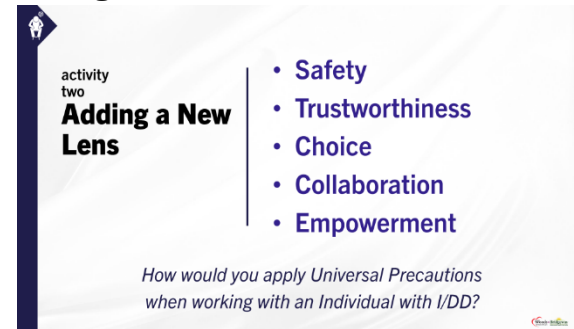 activity
two
Adding a New
Lens
• Safety
• Trustworthiness
• Choice
• Collaboration
• Empowerment
How would you apply Universal Precautions
when working with an Individual with I/DD?